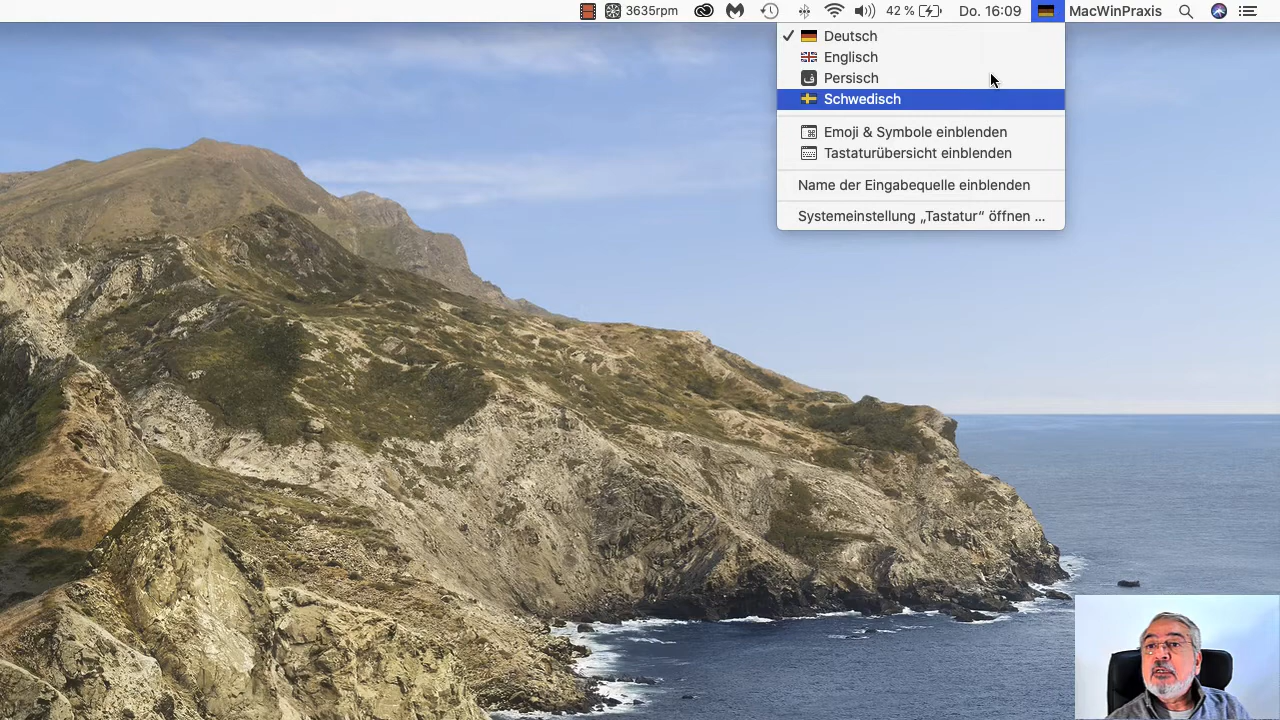 3635rpm 42 % Do. 16:09 MacWinPraxis
Deutsch
Englisch
ف Persisch
Schwedisch
Emoji & Symbole einblenden
Tastaturübersicht einblenden
Name der Eingabequelle einblenden
Systemeinstellung „Tastatur“ öffnen ...